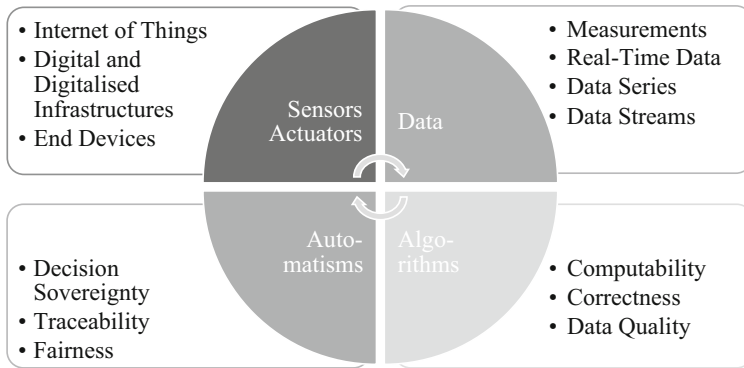 • Internet of Things
• Digital and
Digitalised
Infrastructures
• End Devices
Sensors
Actuators
Data
• Measurements
• Real-Time Data
• Data Series
• Data Streams
• Decision
Sovereignty
• Traceability
• Fairness
Auto-
matisms
Algo-
rithms
• Computability
• Correctness
• Data Quality